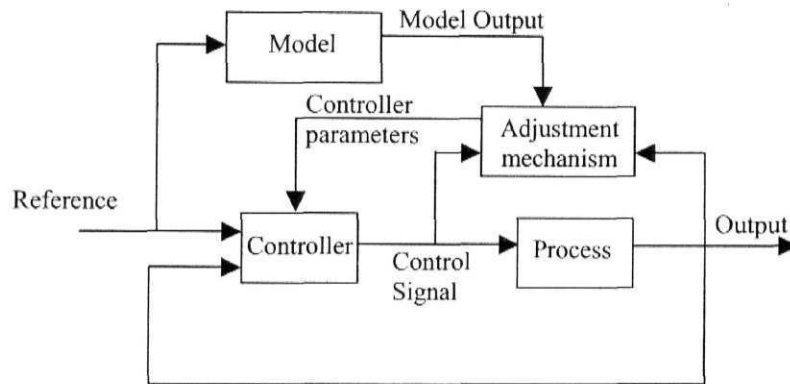 Model Output
Model
Controller
parameters
Adjustment
mechanism
Reference
Controller
Control
Signal
Process
Output